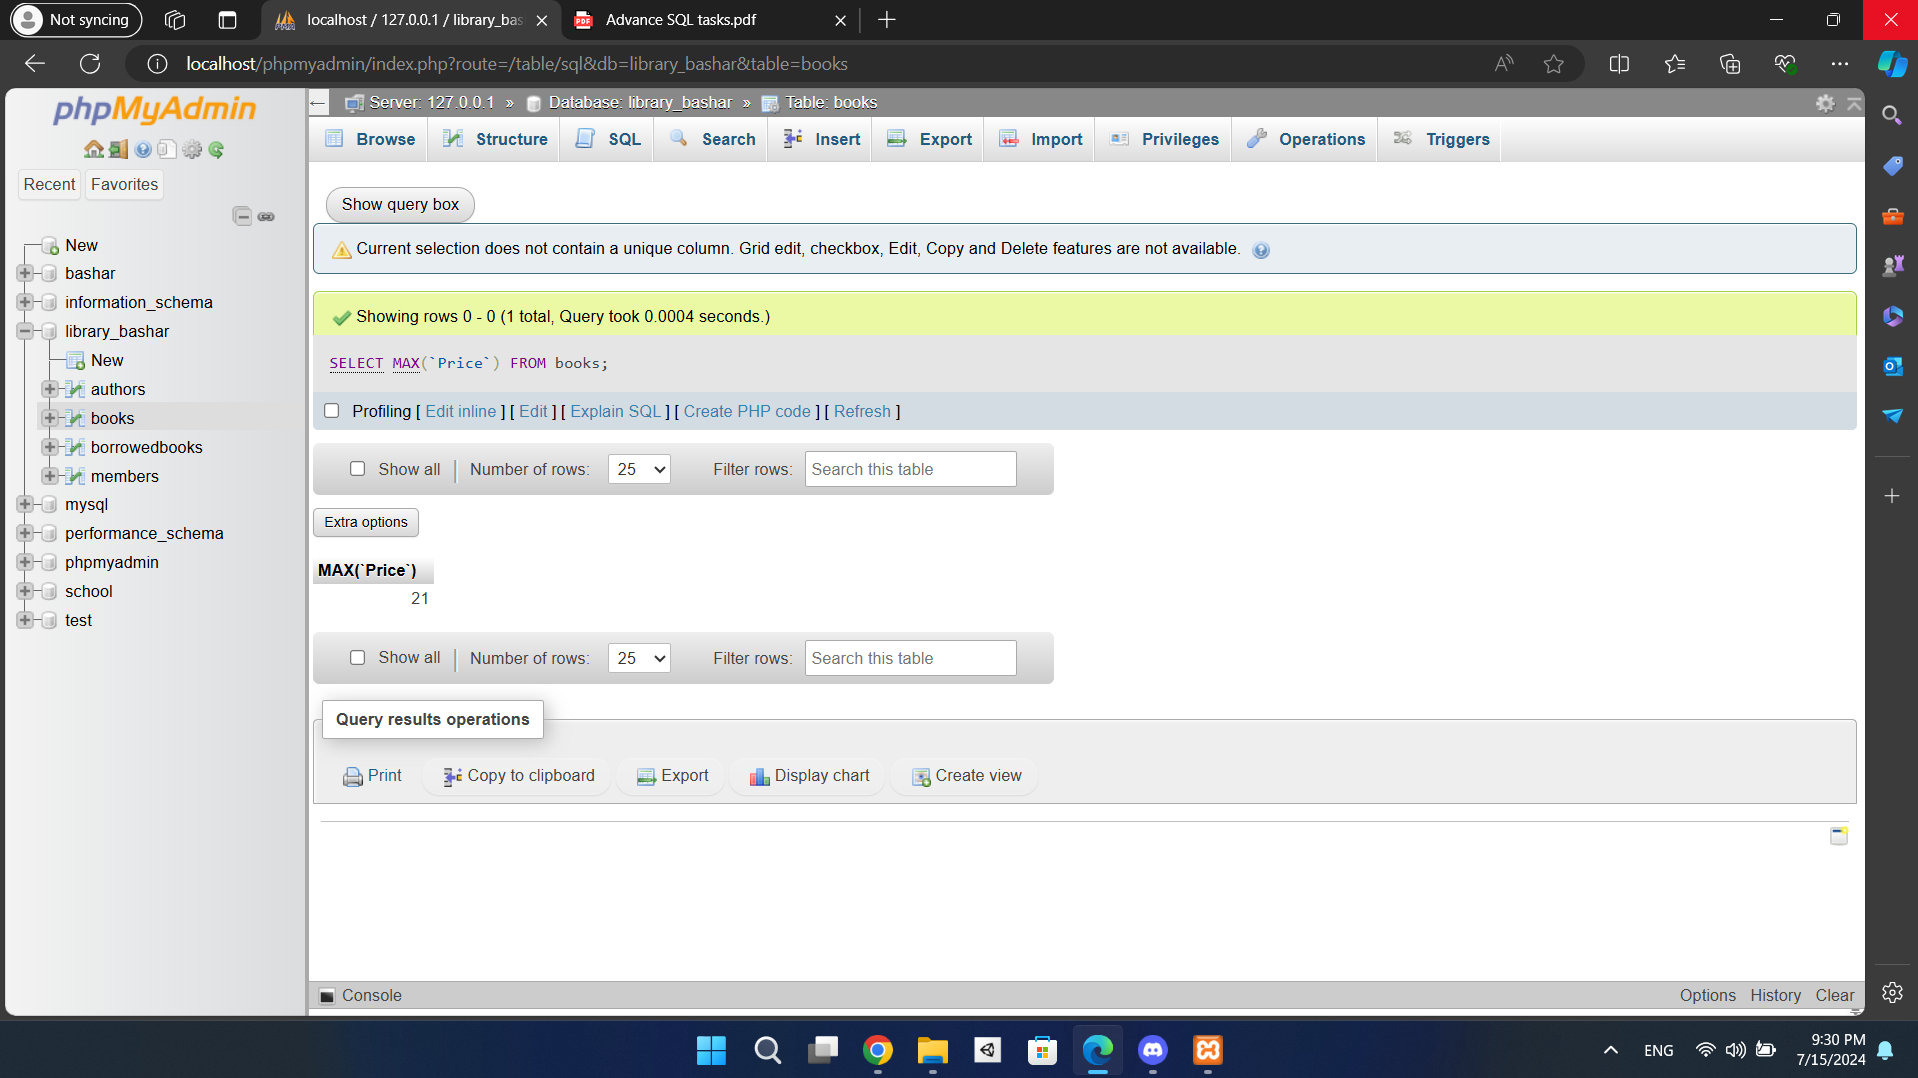 Not syncing
localhost / 127.0.0.1 / library_bas
Advance SQL tasks.pdf
localhost/phpmyadmin/index.php?route=/table/sql&db=library_bashar&table=books
phpMyAdmin
Recent
Favorites
New
bashar
information_schema
library_bashar
New
authors
books
borrowedbooks
members
mysql
performance_schema
phpmyadmin
school
test
Server: 127.0.0.1 » Database: library_bashar » Table: books
Browse Structure SQL Search Insert Export Import Privileges Operations Triggers
Show query box
Current selection does not contain a unique column. Grid edit, checkbox, Edit, Copy and Delete features are not available.
Showing rows 0 - 0 (1 total, Query took 0.0004 seconds.)
SELECT MAX(`Price`) FROM books;
Profiling [ Edit inline ] [ Edit ] [ Explain SQL ] [ Create PHP code ] [ Refresh ]
Show all | Number of rows: 25 Filter rows: Search this table
Extra options
MAX(`Price`)
21
Show all | Number of rows: 25 Filter rows: Search this table
Query results operations
Print Copy to clipboard Export Display chart Create view
Console
Options History Clear
ENG
9:30 PM
7/15/2024